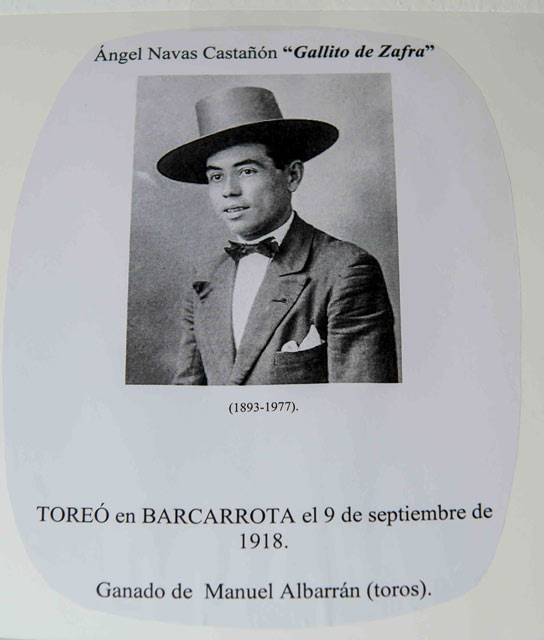 Ángel Navas Castañón “Gallito de Zafra”
(1893-1977).
TOREÓ en BARCARROTA el 9 de septiembre de
1918.
Ganado de  Manuel Albarrán (toros).